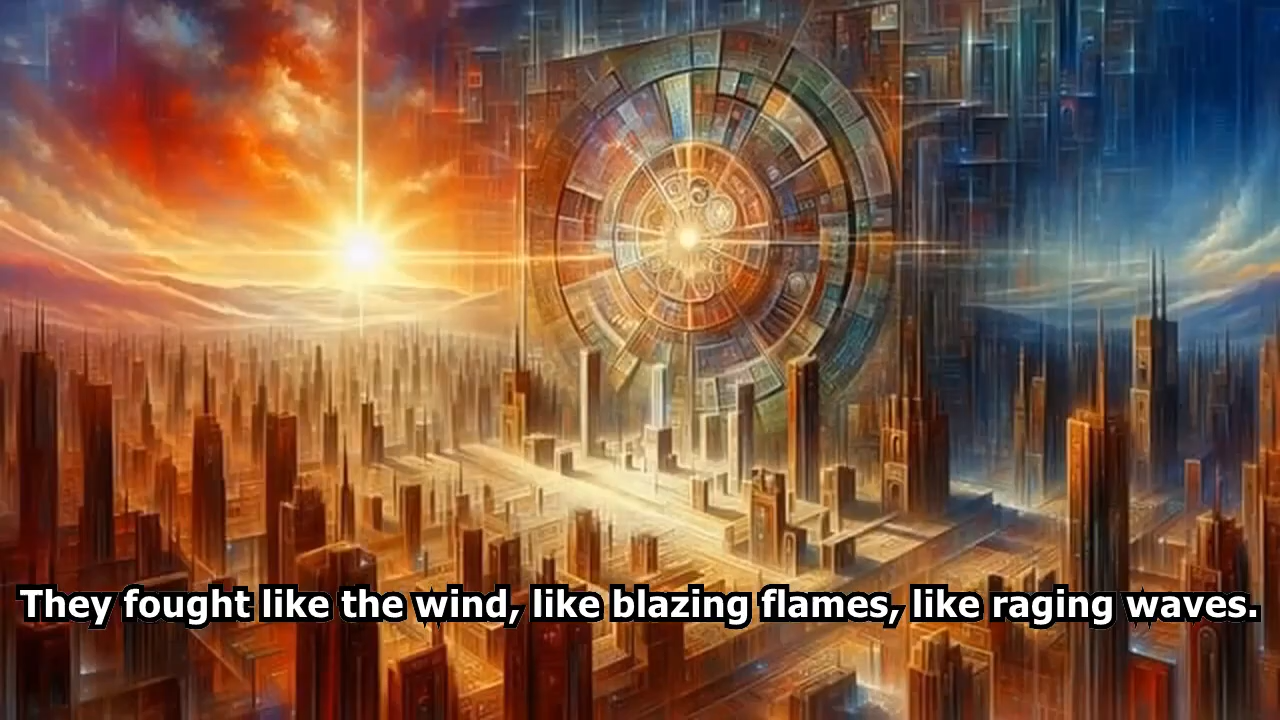 They fought like the wind, like blazing flames, like raging waves.